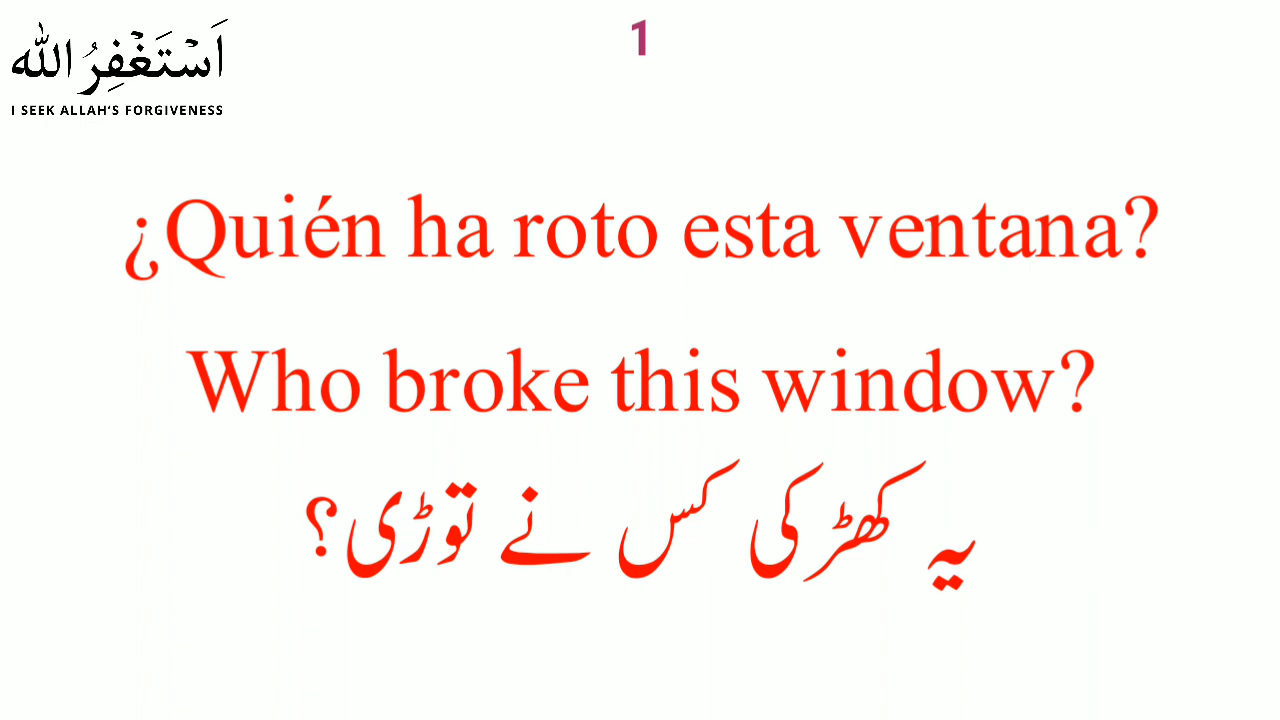 1
اَسْتَغْفِرُ اللّٰه
I SEEK ALLAH'S FORGIVENESS
¿Quién ha roto esta ventana?
Who broke this window?
یہ کھڑکی کس نے توڑی؟